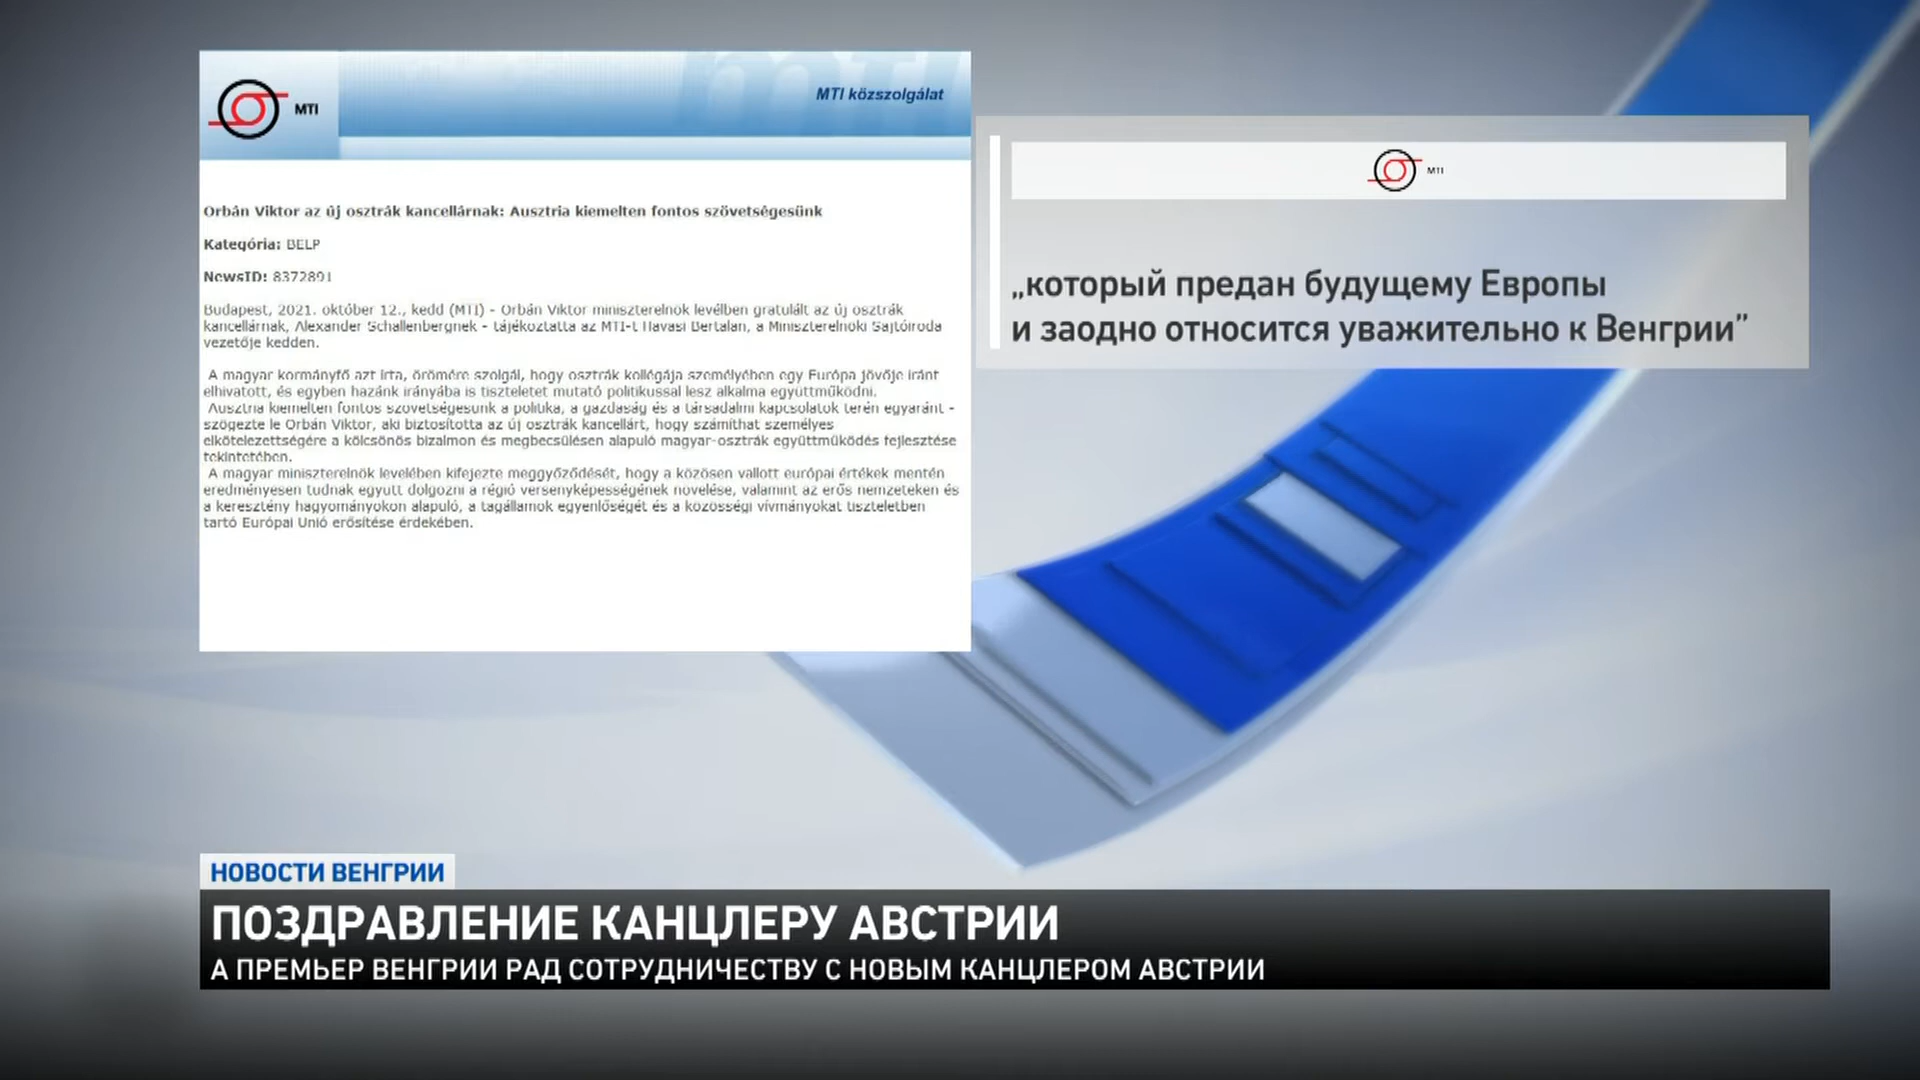 MTI
MTI közszolgálat
Orbán Viktor az új osztrák kancellárnak: Ausztria kiemelten fontos szövetségesünk
Kategória: BELP
NewsID: 8372891
Budapest, 2021. október 12., kedd (MTI) - Orbán Viktor miniszterelnök levélben gratulált az új osztrák
kancellárnak, Alexander Schallenbergnek - tájékoztatta az MTI-t Havasi Bertalan, a Miniszterelnöki Sajtóiroda
vezetője kedden.
A magyar kormányfő azt írta, örömére szolgál, hogy osztrák kollégája személyében egy Európa jövője iránt
elhivatott, és egyben hazánk irányába is tiszteletet mutató politikussal lesz alkalma együttműködni.
Ausztria kiemelten fontos szövetségesünk a politika, a gazdaság és a társadalmi kapcsolatok terén egyaránt -
szögezte le Orbán Viktor, aki biztosította az új osztrák kancellárt, hogy számíthat személyes
elkötelezettségére a kölcsönös bizalmon és megbecsülésen alapuló magyar-osztrák együttműködés fejlesztése
tekintetében.
A magyar miniszterelnök levelében kifejezte meggyőződését, hogy a közösen vallott európai értékek mentén
eredményesen tudnak együtt dolgozni a régió versenyképességének növelése, valamint az erős nemzeteken és
a keresztény hagyományokon alapuló, a tagállamok egyenlőségét és a közösségi vívmányokat tiszteletben
tartó Európai Unió erősítése érdekében.
MTI
„который предан будущему Европы
и заодно относится уважительно к Венгрии”
НОВОСТИ ВЕНГРИИ
ПОЗДРАВЛЕНИЕ КАНЦЛЕРУ АВСТРИИ
А ПРЕМЬЕР ВЕНГРИИ РАД СОТРУДНИЧЕСТВУ С НОВЫМ КАНЦЛЕРОМ АВСТРИИ